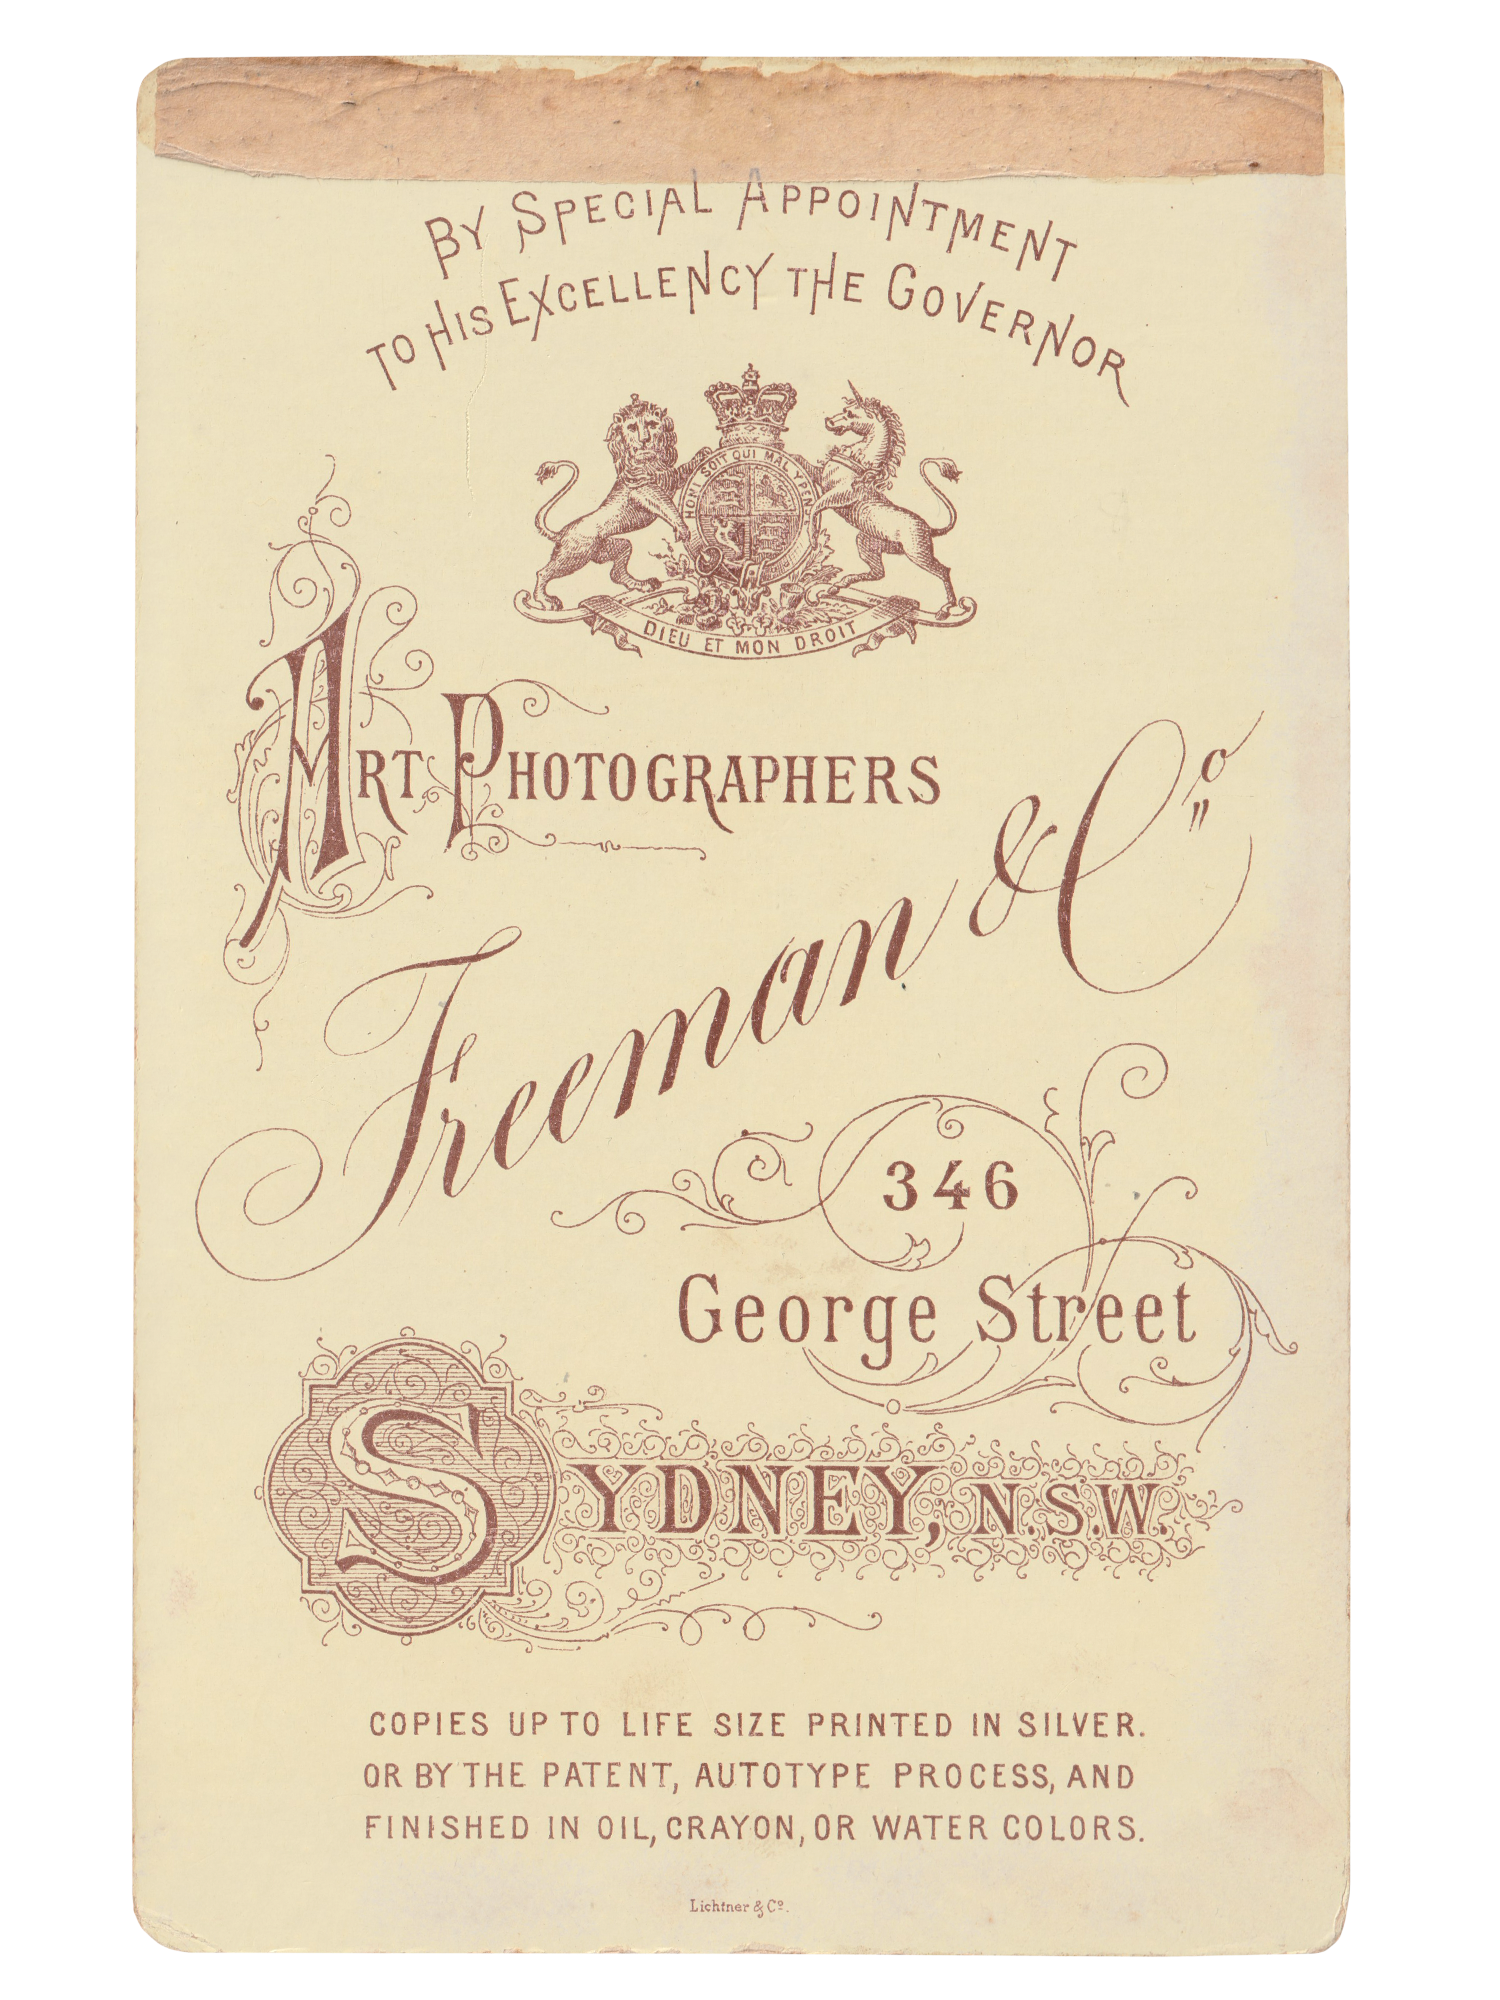 BY SPECIAL APPOINTMENT
TO HIS EXCELLENCY THE GOVERNOR
HONI SOIT QUI MAL Y PEN
DIEU ET MON DROIT
ART PHOTOGRAPHERS
Freeman & Co
346
George Street
SYDNEY, N.S.W.
COPIES UP TO LIFE SIZE PRINTED IN SILVER.
OR BY THE PATENT, AUTOTYPE PROCESS, AND
FINISHED IN OIL, CRAYON, OR WATER COLORS.
Lichtner & Co.